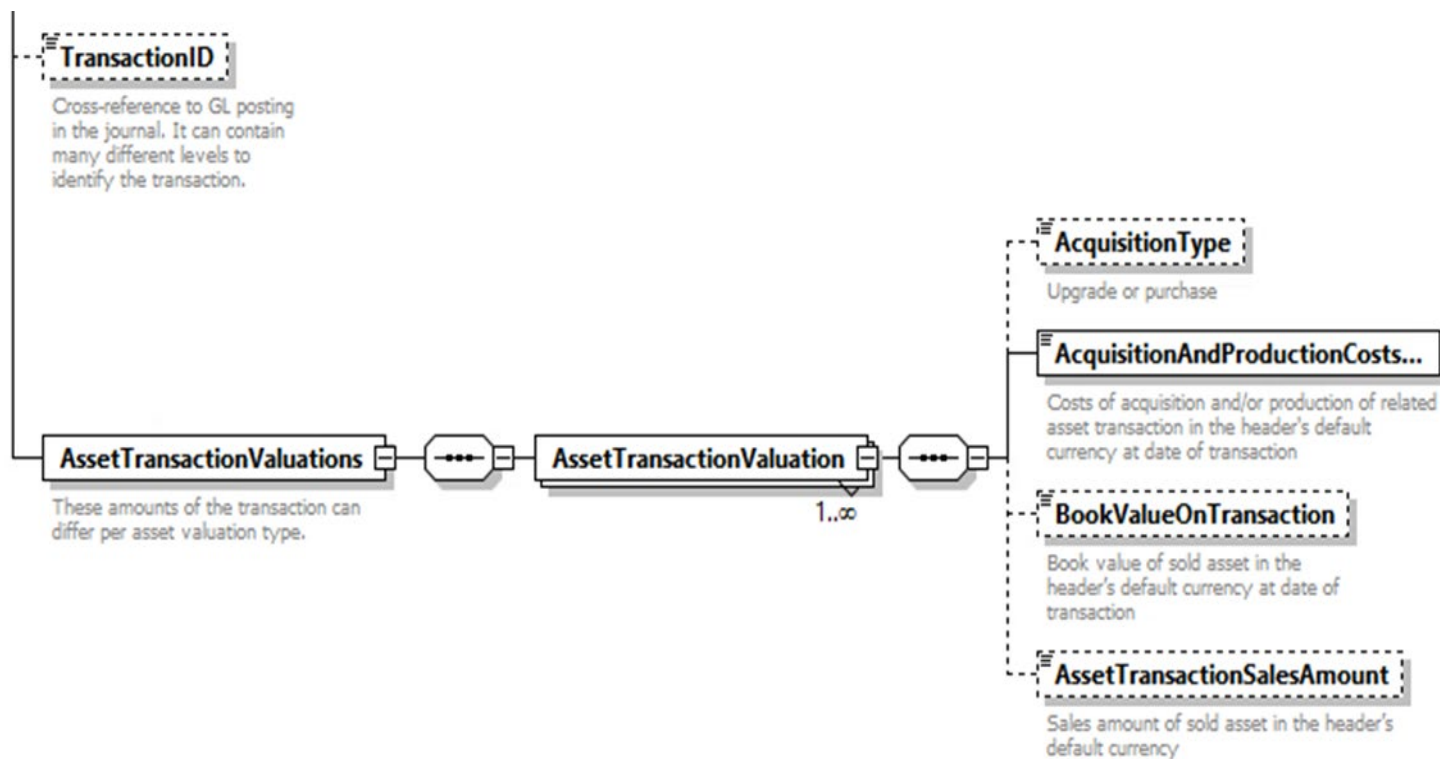 TransactionID
Cross-reference to GL posting
in the journal. It can contain
many different levels to
identify the transaction.
AssetTransactionValuations
These amounts of the transaction can
differ per asset valuation type.
AssetTransactionValuation
1..∞
AcquisitionType
Upgrade or purchase
AcquisitionAndProductionCosts...
Costs of acquisition and/or production of related
asset transaction in the header's default
currency at date of transaction
BookValueOnTransaction
Book value of sold asset in the
header's default currency at date of
transaction
AssetTransactionSalesAmount
Sales amount of sold asset in the header's
default currency